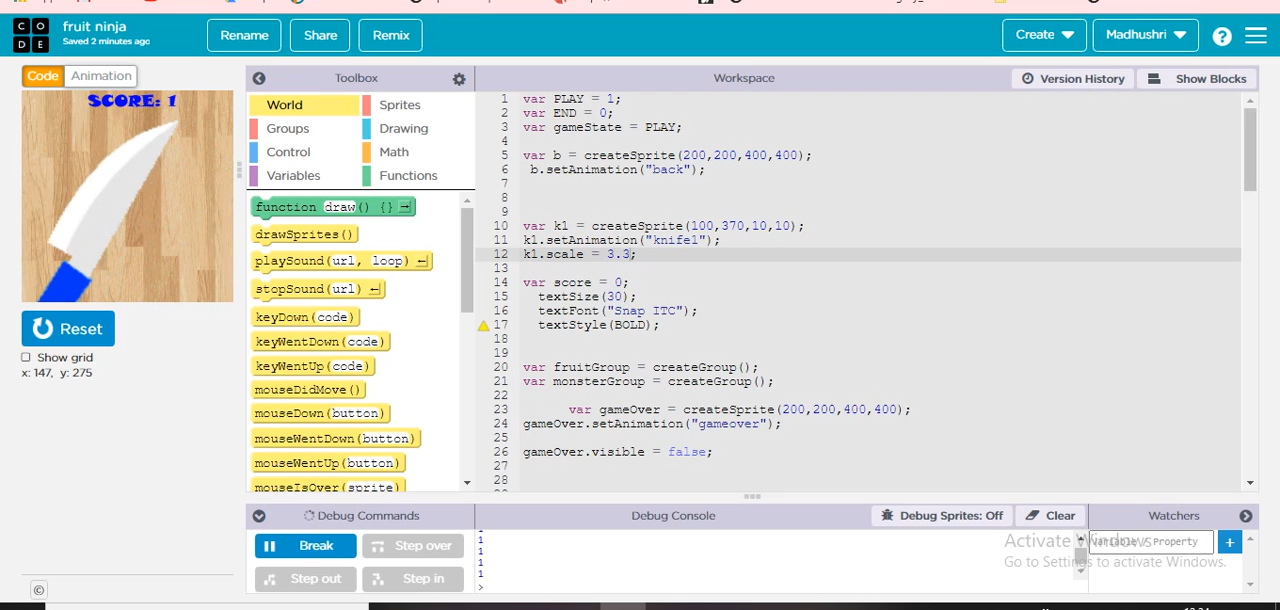 CODE
fruit ninja
Saved 2 minutes ago
Rename
Share
Remix
Create
Madhushri
?
Code
Animation
SCORE: 1
Reset
Show grid
x: 147, y: 275
Toolbox
World
Sprites
Groups
Drawing
Control
Math
Variables
Functions
function draw() {}
drawSprites()
playSound(url, loop)
stopSound(url)
keyDown(code)
keyWentDown(code)
keyWentUp(code)
mouseDidMove()
mouseDown(button)
mouseWentDown(button)
mouseWentUp(button)
mouseIsOver(sprite)
Workspace
Version History
Show Blocks
1 var PLAY = 1;
2 var END = 0;
3 var gameState = PLAY;
4
5 var b = createSprite(200,200,400,400);
6 b.setAnimation("back");
7
8
9
10 var k1 = createSprite(100,370,10,10);
11 k1.setAnimation("knife1");
12 k1.scale = 3.3;
13
14 var score = 0;
15 textSize(30);
16 textFont("Snap ITC");
17 textStyle(BOLD);
18
19
20 var fruitGroup = createGroup();
21 var monsterGroup = createGroup();
22
23 var gameOver = createSprite(200,200,400,400);
24 gameOver.setAnimation("gameover");
25
26 gameOver.visible = false;
27
28
Debug Commands
Break
Step over
Step out
Step in
Debug Console
Debug Sprites: Off
Clear
1
1
1
1
>
Watchers
Variable / Property
+
Activate Windows
Go to Settings to activate Windows.
©